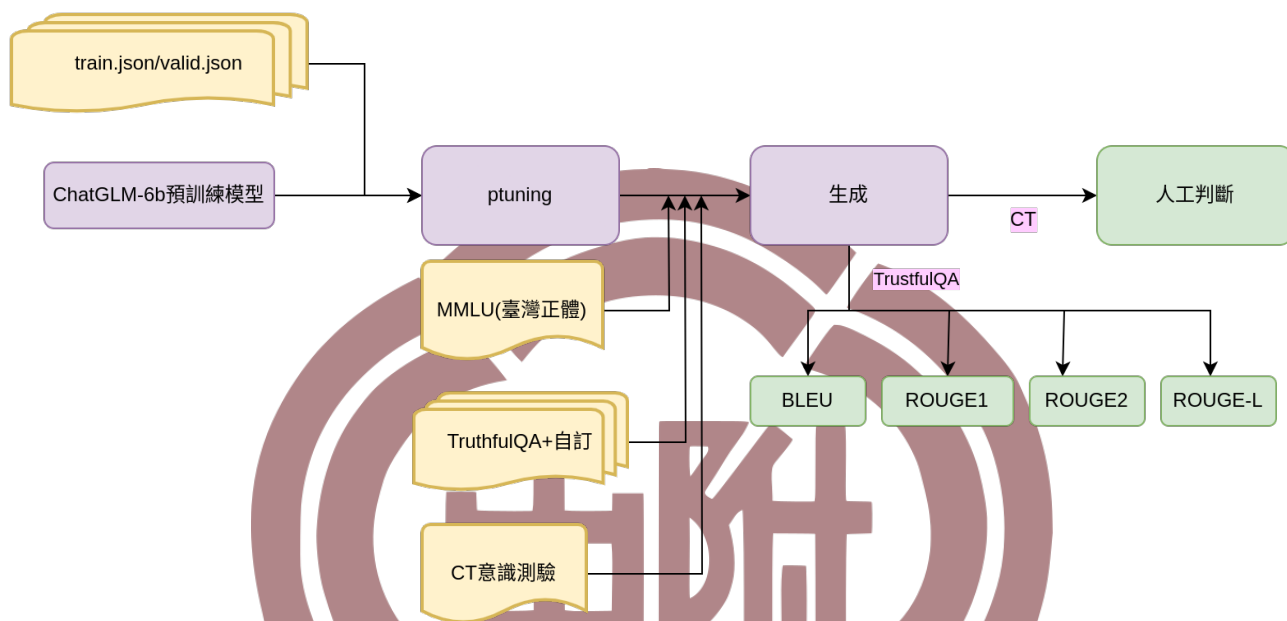 train.json/valid.json
ChatGLM-6b預訓練模型
ptuning
生成
人工判斷
CT
TrustfulQA
MMLU(臺灣正體)
BLEU
ROUGE1
ROUGE2
ROUGE-L
TruthfulQA+自訂
CT意識測驗